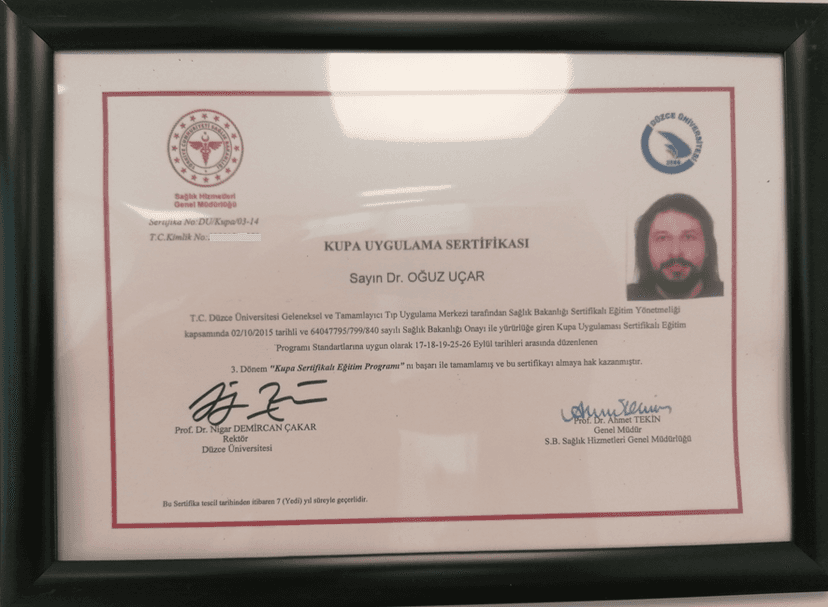 Sağlık Hizmetleri
Genel Müdürlüğü
Sertifika No:DU/Kupa/03-14
T.C.Kimlik No:
DÜZCE ÜNİVERSİTESİ
2006
KUPA UYGULAMA SERTİFİKASI
Sayın Dr. OĞUZ UÇAR
T.C. Düzce Üniversitesi Geleneksel ve Tamamlayıcı Tıp Uygulama Merkezi tarafından Sağlık Bakanlığı Sertifikalı Eğitim Yönetmeliği
kapsamında 02/10/2015 tarihli ve 64047795/799/840 sayılı Sağlık Bakanlığı Onayı ile yürürlüğe giren Kupa Uygulaması Sertifikalı Eğitim
Programı Standartlarına uygun olarak 17-18-19-25-26 Eylül tarihleri arasında düzenlenen
3. Dönem "Kupa Sertifikalı Eğitim Programı" nı başarı ile tamamlamış ve bu sertifikayı almaya hak kazanmıştır.
Prof. Dr. Nigar DEMİRCAN ÇAKAR
Rektör
Düzce Üniversitesi
Prof. Dr. Ahmet TEKİN
Genel Müdür
S.B. Sağlık Hizmetleri Genel Müdürlüğü
Bu Sertifika tescil tarihinden itibaren 7 (Yedi) yıl süreyle geçerlidir.